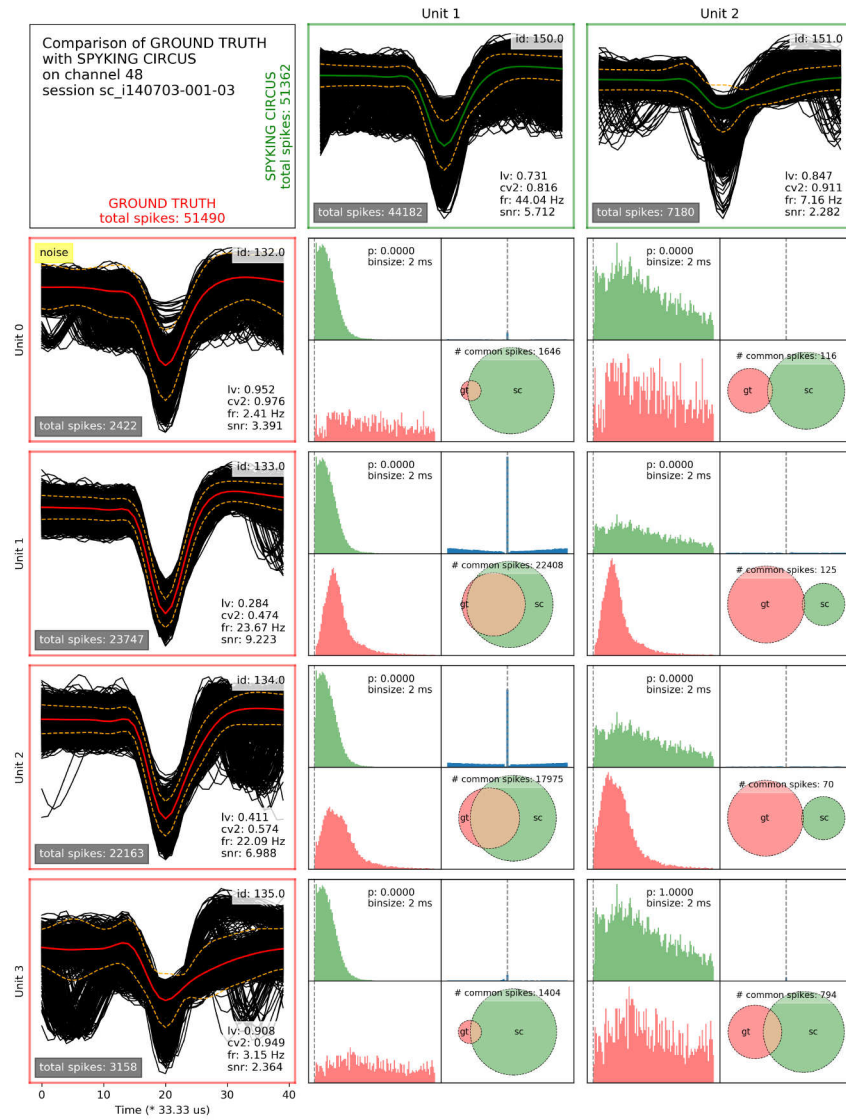 Unit 1
Unit 2
Comparison of GROUND TRUTH
with SPYKING CIRCUS
on channel 48
session sc_i140703-001-03
SPYKING CIRCUS
total spikes: 51362
GROUND TRUTH
total spikes: 51490
id: 150.0
lv: 0.731
cv2: 0.816
fr: 44.04 Hz
snr: 5.712
total spikes: 44182
id: 151.0
lv: 0.847
cv2: 0.911
fr: 7.16 Hz
snr: 2.282
total spikes: 7180
Unit 0
noise
id: 132.0
lv: 0.952
cv2: 0.976
fr: 2.41 Hz
snr: 3.391
total spikes: 2422
p: 0.0000
binsize: 2 ms
# common spikes: 1646
gt
sc
p: 0.0000
binsize: 2 ms
# common spikes: 116
gt
sc
Unit 1
id: 133.0
lv: 0.284
cv2: 0.474
fr: 23.67 Hz
snr: 9.223
total spikes: 23747
p: 0.0000
binsize: 2 ms
# common spikes: 22408
gt
sc
p: 0.0000
binsize: 2 ms
# common spikes: 125
gt
sc
Unit 2
id: 134.0
lv: 0.411
cv2: 0.574
fr: 22.09 Hz
snr: 6.988
total spikes: 22163
p: 0.0000
binsize: 2 ms
# common spikes: 17975
gt
sc
p: 0.0000
binsize: 2 ms
# common spikes: 70
gt
sc
Unit 3
id: 135.0
lv: 0.908
cv2: 0.949
fr: 3.15 Hz
snr: 2.364
total spikes: 3158
p: 0.0000
binsize: 2 ms
# common spikes: 1404
gt
sc
p: 1.0000
binsize: 2 ms
# common spikes: 794
gt
sc
0 10 20 30 40
Time (* 33.33 us)